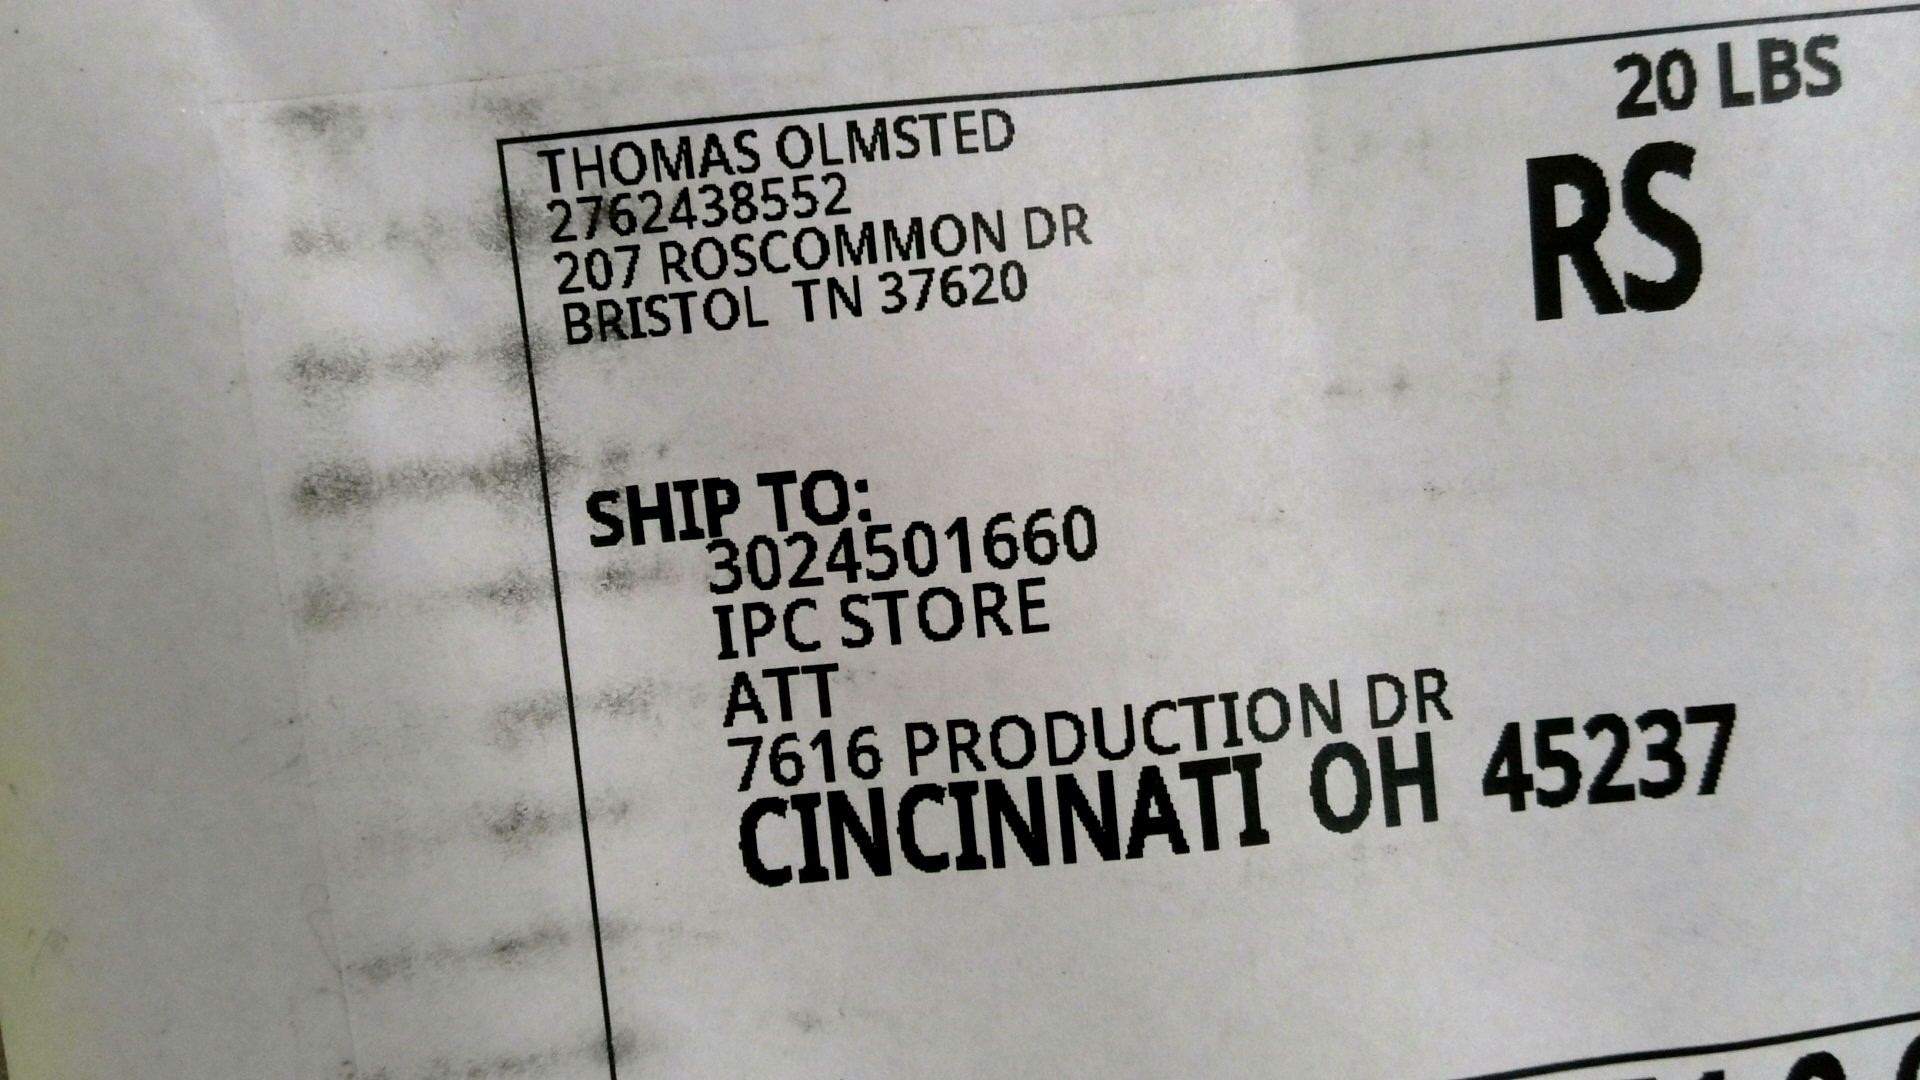 THOMAS OLMSTED
2762438552
207 ROSCOMMON DR
BRISTOL TN 37620
20 LBS
RS
SHIP TO:
3024501660
IPC STORE
ATT
7616 PRODUCTION DR
CINCINNATI OH 45237